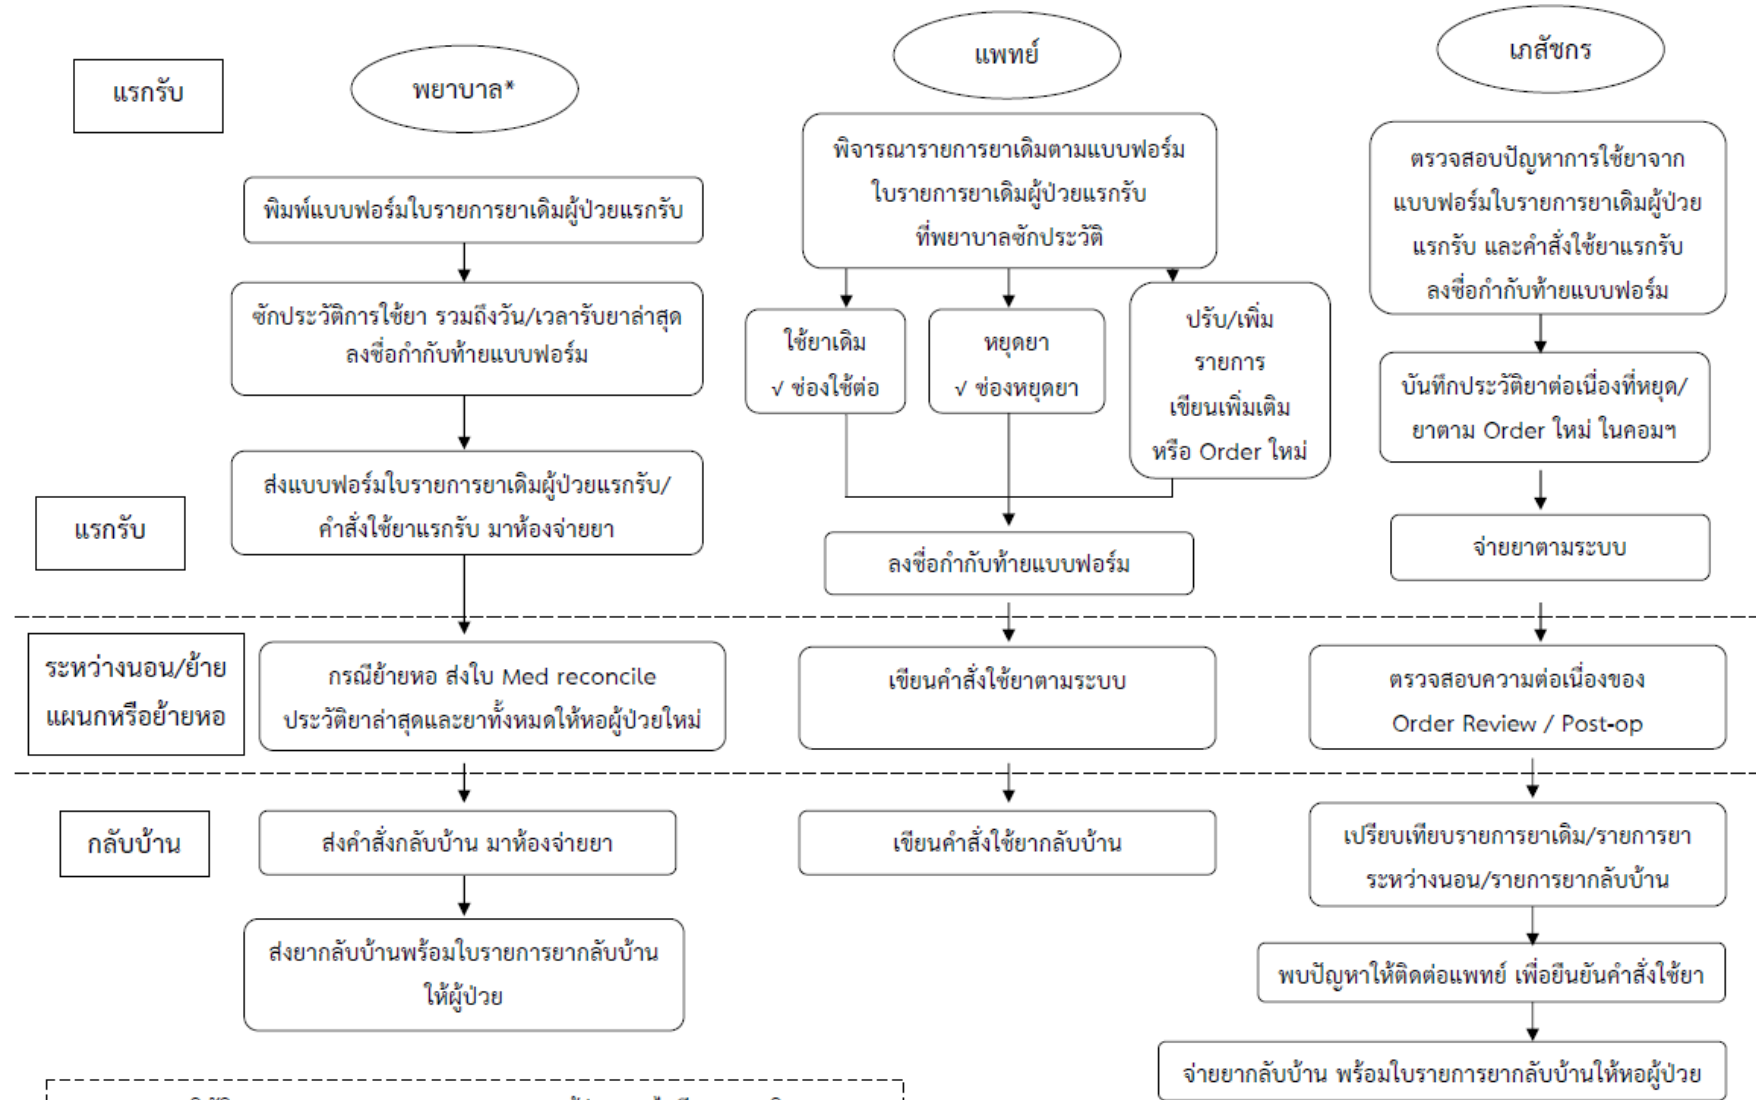 แรกรับ
พยาบาล*
แพทย์
เภสัชกร
พิมพ์แบบฟอร์มใบรายการยาเดิมผู้ป่วยแรกรับ
ซักประวัติการใช้ยา รวมถึงวัน/เวลารับยาล่าสุด
ลงชื่อกำกับท้ายแบบฟอร์ม
ส่งแบบฟอร์มใบรายการยาเดิมผู้ป่วยแรกรับ/
คำสั่งใช้ยาแรกรับ มาห้องจ่ายยา
พิจารณารายการยาเดิมตามแบบฟอร์ม
ใบรายการยาเดิมผู้ป่วยแรกรับ
ที่พยาบาลซักประวัติ
ใช้ยาเดิม
√ ช่องใช้ต่อ
หยุดยา
√ ช่องหยุดยา
ปรับ/เพิ่ม
รายการ
เขียนเพิ่มเติม
หรือ Order ใหม่
ลงชื่อกำกับท้ายแบบฟอร์ม
ตรวจสอบปัญหาการใช้ยาจาก
แบบฟอร์มใบรายการยาเดิมผู้ป่วย
แรกรับ และคำสั่งใช้ยาแรกรับ
ลงชื่อกำกับท้ายแบบฟอร์ม
บันทึกประวัติยาต่อเนื่องที่หยุด/
ยาตาม Order ใหม่ ในคอมฯ
จ่ายยาตามระบบ
แรกรับ
ระหว่างนอน/ย้าย
แผนกหรือย้ายหอ
กรณีย้ายหอ ส่งใบ Med reconcile
ประวัติยาล่าสุดและยาทั้งหมดให้หอผู้ป่วยใหม่
เขียนคำสั่งใช้ยาตามระบบ
ตรวจสอบความต่อเนื่องของ
Order Review / Post-op
กลับบ้าน
ส่งคำสั่งกลับบ้าน มาห้องจ่ายยา
ส่งยากลับบ้านพร้อมใบรายการยากลับบ้าน
ให้ผู้ป่วย
เขียนคำสั่งใช้ยากลับบ้าน
เปรียบเทียบรายการยาเดิม/รายการยา
ระหว่างนอน/รายการยากลับบ้าน
พบปัญหาให้ติดต่อแพทย์ เพื่อยืนยันคำสั่งใช้ยา
จ่ายยากลับบ้าน พร้อมใบรายการยากลับบ้านให้หอผู้ป่วย